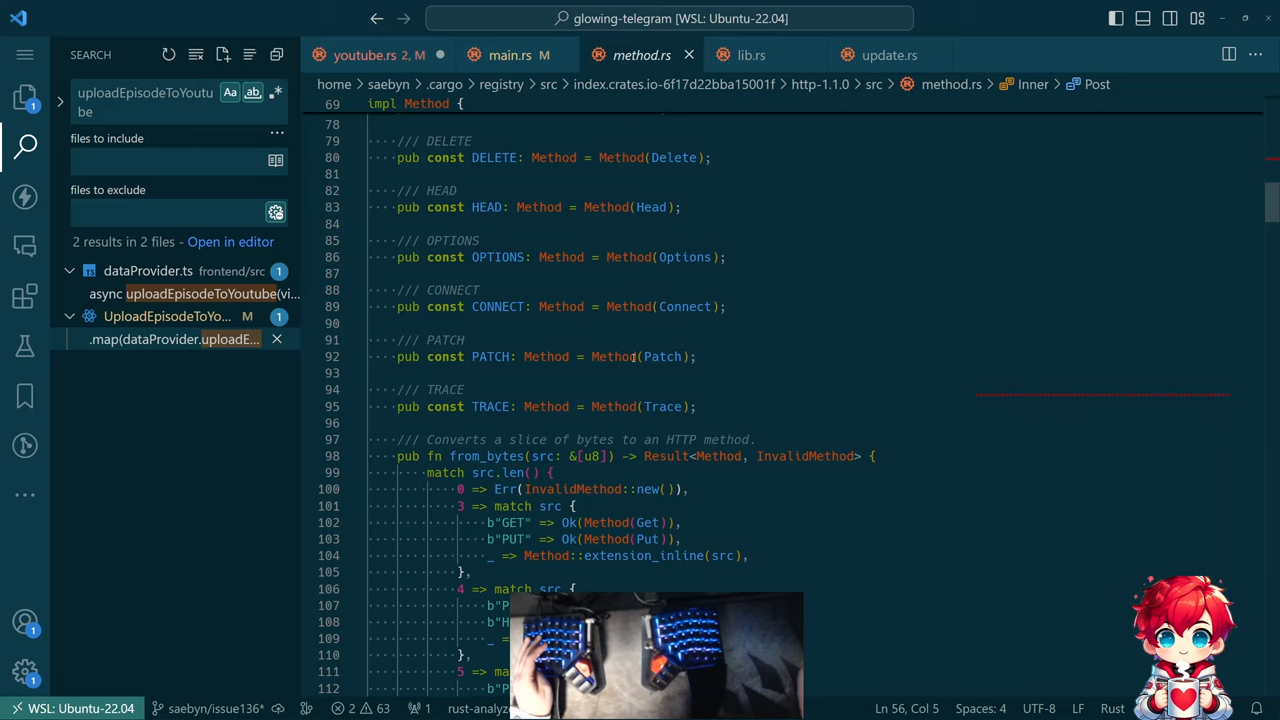 glowing-telegram [WSL: Ubuntu-22.04]
SEARCH
youtube.rs 2, M
main.rs M
method.rs
lib.rs
update.rs
uploadEpisodeToYoutu
be
Aa
ab
files to include
files to exclude
2 results in 2 files - Open in editor
dataProvider.ts frontend/src 1
async uploadEpisodeToYoutube(vi...
UploadEpisodeToYo... M 1
.map(dataProvider.uploadE...
home > saebyn > .cargo > registry > src > index.crates.io-6f17d22bba15001f > http-1.1.0 > src > method.rs > Inner > Post
69 impl Method {
78
79 /// DELETE
80 pub const DELETE: Method = Method(Delete);
81
82 /// HEAD
83 pub const HEAD: Method = Method(Head);
84
85 /// OPTIONS
86 pub const OPTIONS: Method = Method(Options);
87
88 /// CONNECT
89 pub const CONNECT: Method = Method(Connect);
90
91 /// PATCH
92 pub const PATCH: Method = Method(Patch);
93
94 /// TRACE
95 pub const TRACE: Method = Method(Trace);
96
97 /// Converts a slice of bytes to an HTTP method.
98 pub fn from_bytes(src: &[u8]) -> Result<Method, InvalidMethod> {
99 match src.len() {
100 0 => Err(InvalidMethod::new()),
101 3 => match src {
102 b"GET" => Ok(Method(Get)),
103 b"PUT" => Ok(Method(Put)),
104 _ => Method::extension_inline(src),
105 },
106 4 => match src {
107 b"P
108 b"H
109 _ =
110 },
111 5 => mat
112 b"P
1
1
1
WSL: Ubuntu-22.04
saebyn/issue136*
2 63
1
rust-analyz
Ln 56, Col 5
Spaces: 4
UTF-8
LF
Rust